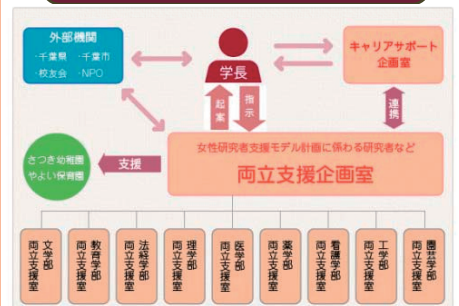 外部機関
・千葉県 ・千葉市
・校友会 ・NPO
学長
キャリアサポート
企画室
起案
指示
連携
さつき幼稚園
やよい保育園
支援
女性研究者支援モデル計画に係わる研究者など
両立支援企画室
文学部
両立支援室
教育学部
両立支援室
法経学部
両立支援室
理学部
両立支援室
医学部
両立支援室
薬学部
両立支援室
看護学部
両立支援室
工学部
両立支援室
園芸学部
両立支援室